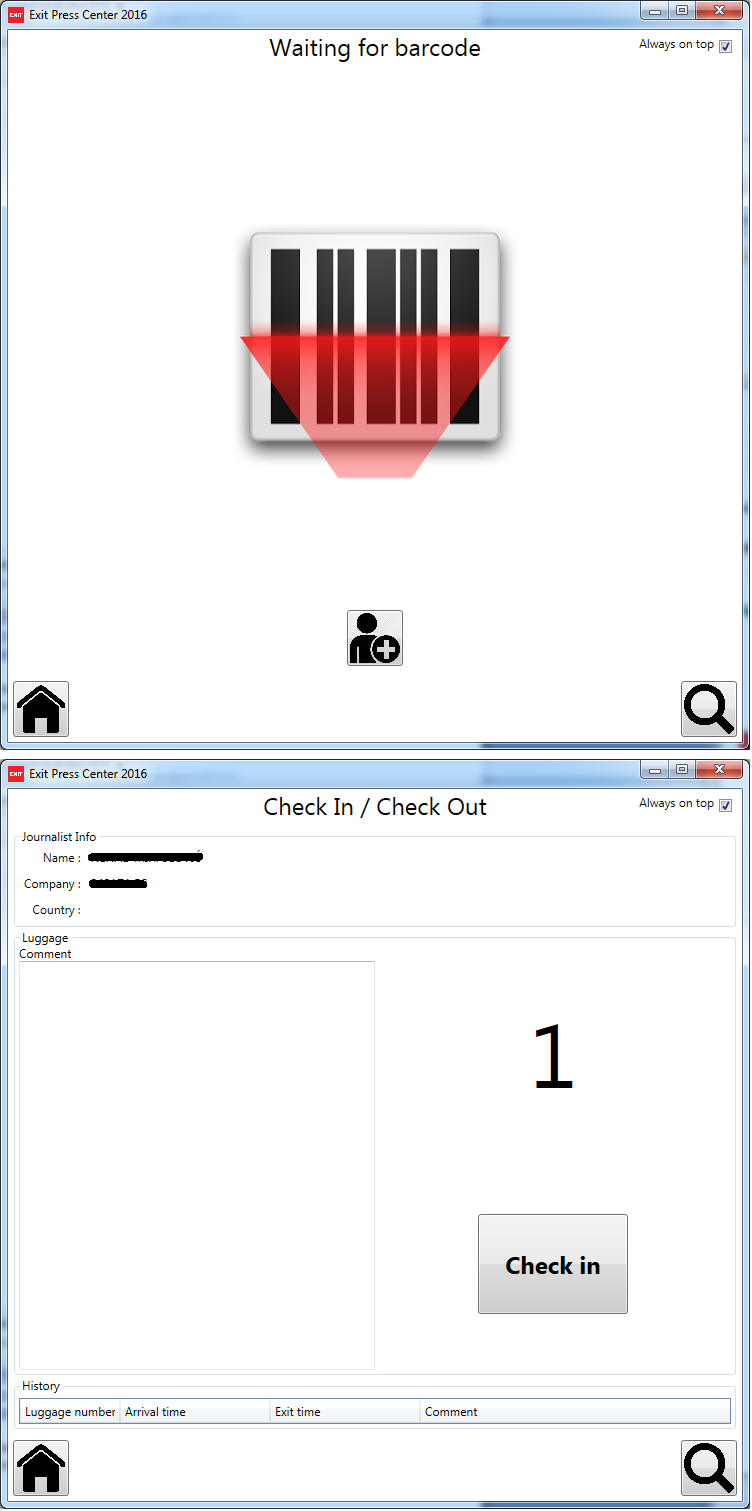 EXIT Exit Press Center 2016
Waiting for barcode
Always on top
EXIT Exit Press Center 2016
Check In / Check Out
Always on top
Journalist Info
Name :
Company :
Country :
Luggage
Comment
1
Check in
History
Luggage number Arrival time Exit time Comment